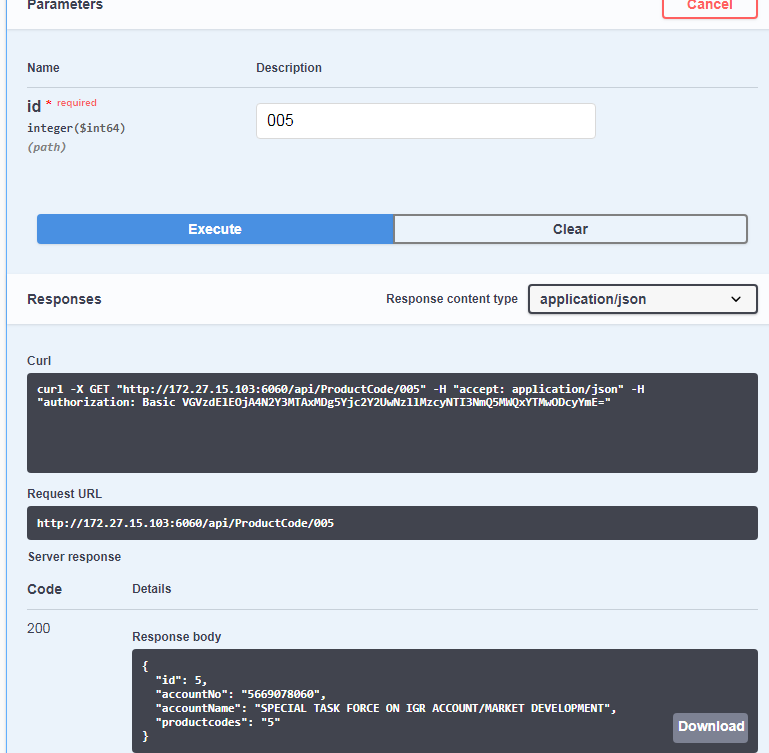 Parameters
Cancel
Name
Description
id * required
integer($int64)
(path)
005
Execute
Clear
Responses
Response content type
application/json
Curl
curl -X GET "http://172.27.15.103:6060/api/ProductCode/005" -H "accept: application/json" -H
"authorization: Basic VGVzdE1EOjA4N2Y3MTAxMDg5Yjc2Y2UwNzllMzcyNTI3NmQ5MWQxYTMwODcyYmE="
Request URL
http://172.27.15.103:6060/api/ProductCode/005
Server response
Code
Details
200
Response body
{
"id": 5,
"accountNo": "5669078060",
"accountName": "SPECIAL TASK FORCE ON IGR ACCOUNT/MARKET DEVELOPMENT",
"productcodes": "5"
}
Download